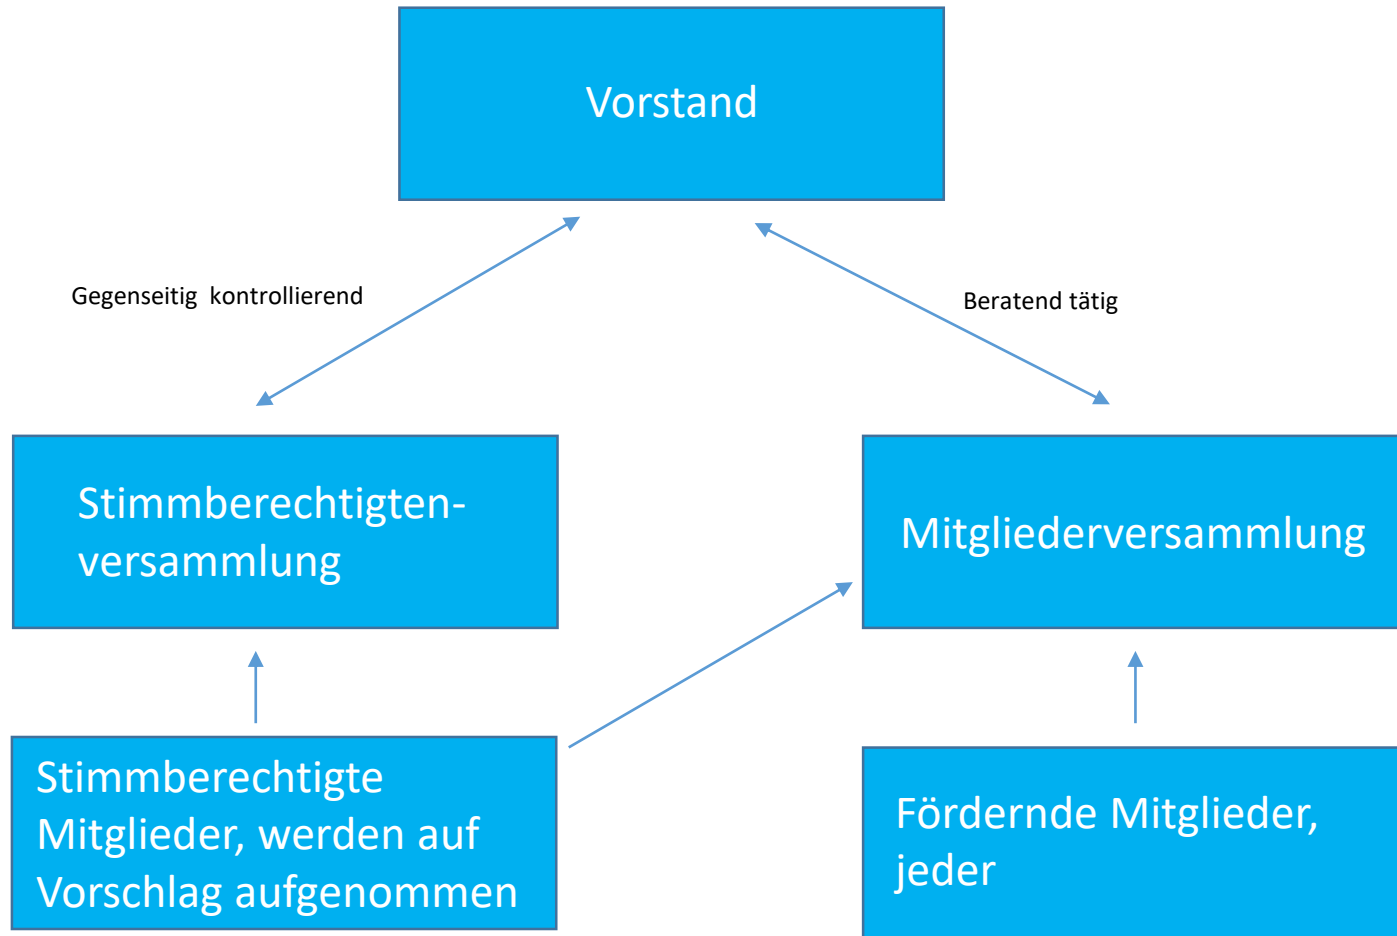 Vorstand
Gegenseitig kontrollierend
Beratend tätig
Stimmberechtigten-
versammlung
Mitgliederversammlung
Stimmberechtigte
Mitglieder, werden auf
Vorschlag aufgenommen
Fördernde Mitglieder,
jeder